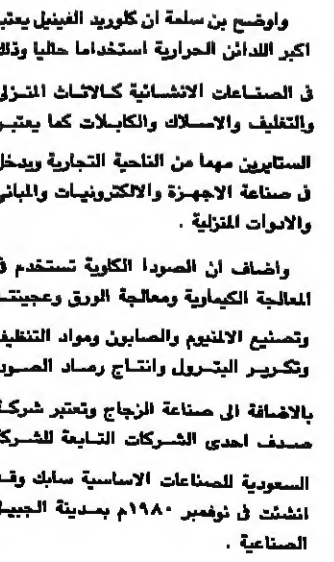 واوضح بن سلمة ان كلوريد الفينيل يعتبر
اكبر اللدائن الحرارية استخداما حاليا وذلك
في الصناعات الانشائية كالاثاث المنزلي
والتغليف والاسلاك والكابلات كما يعتبر
الستايرين مهما من الناحية التجارية ويدخل
في صناعة الاجهزة والالكترونيات والمباني
والادوات المنزلية .
واضاف ان الصودا الكاوية تستخدم في
المعالجة الكيماوية ومعالجة الورق وعجينته
وتصنيع الالمنيوم والصابون ومواد التنظيف
وتكرير البترول وانتاج رماد الصودا
بالاضافة الى صناعة الزجاج وتعتبر شركة
صدف احدى الشركات التابعة للشركة
السعودية للصناعات الاساسية سابك وقد
انشئت في نوفمبر ١٩٨٠م بمدينة الجبيل
الصناعية .